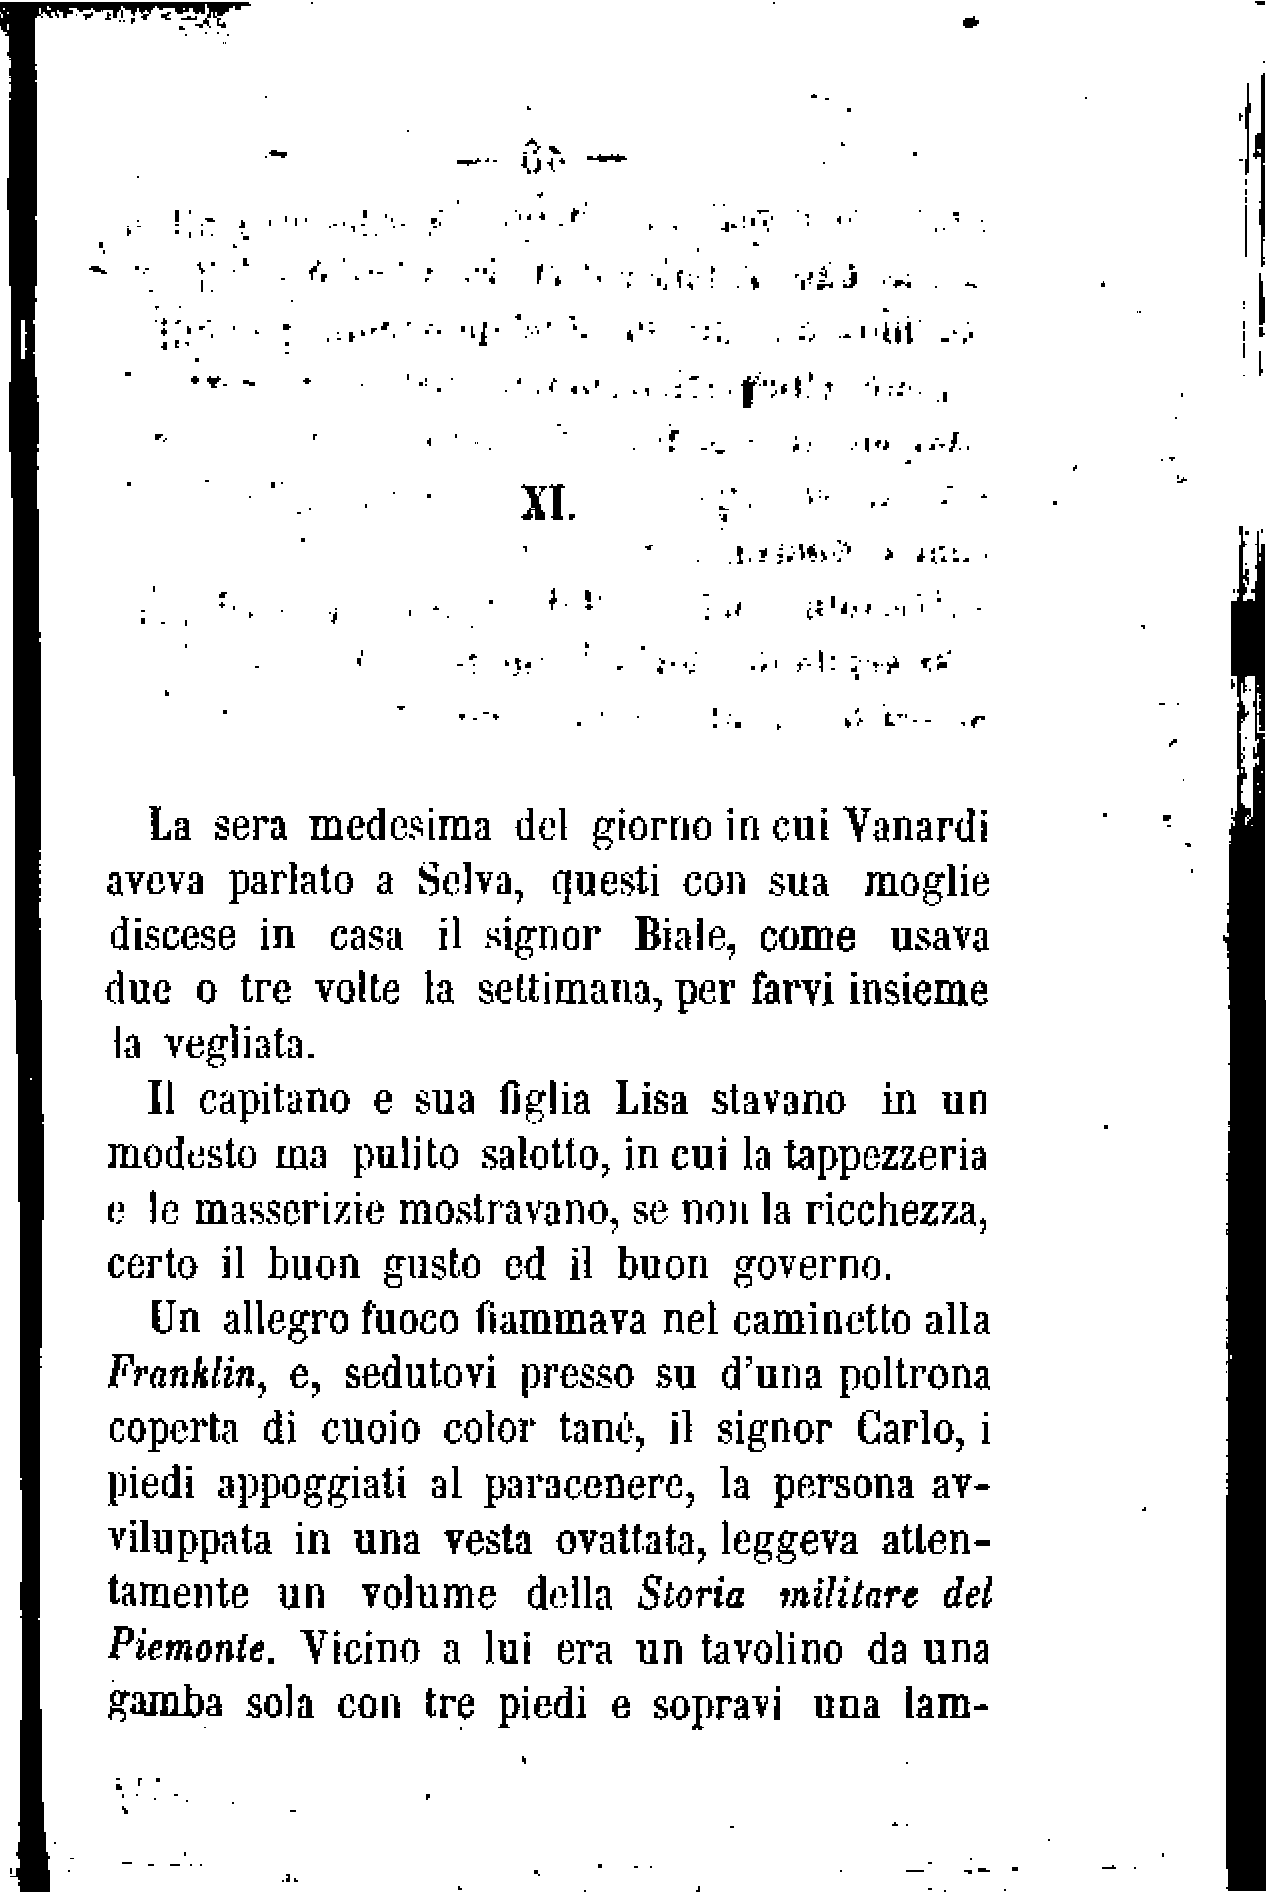 XI.
La sera medesima del giorno in cui Vanardi
aveva parlato a Selva, questi con sua moglie
discese in casa il signor Biale, come usava
due o tre volte la settimana, per farvi insieme
la vegliata.
Il capitano e sua figlia Lisa stavano in un
modesto ma pulito salotto, in cui la tappezzeria
e le masserizie mostravano, se non la ricchezza,
certo il buon gusto ed il buon governo.
Un allegro fuoco fiammava nel caminetto alla
Franklin, e, sedutovi presso su d'una poltrona
coperta di cuoio color tané, il signor Carlo, i
piedi appoggiati al paracenere, la persona av-
viluppata in una vesta ovattata, leggeva atten-
tamente un volume della Storia militare del
Piemonte. Vicino a lui era un tavolino da una
gamba sola con tre piedi e sopravi una lam-